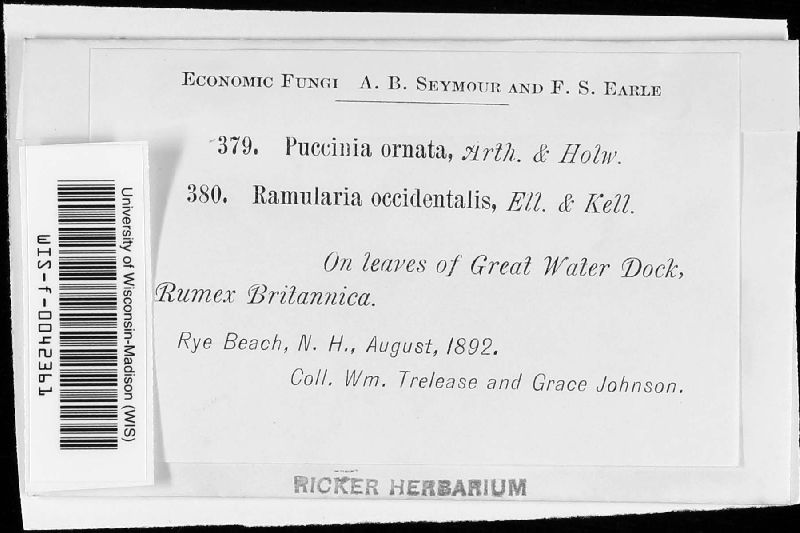 ECONOMIC FUNGI A. B. SEYMOUR AND F. S. EARLE
379. Puccinia ornata, Arth. & Holw.
380. Ramularia occidentalis, Ell. & Kell.
On leaves of Great Water Dock,
Rumex Britannica.
Rye Beach, N. H., August, 1892.
Coll. Wm. Trelease and Grace Johnson.
RICKER HERBARIUM
University of Wisconsin-Madison (WIS)
WIS-f-0042361